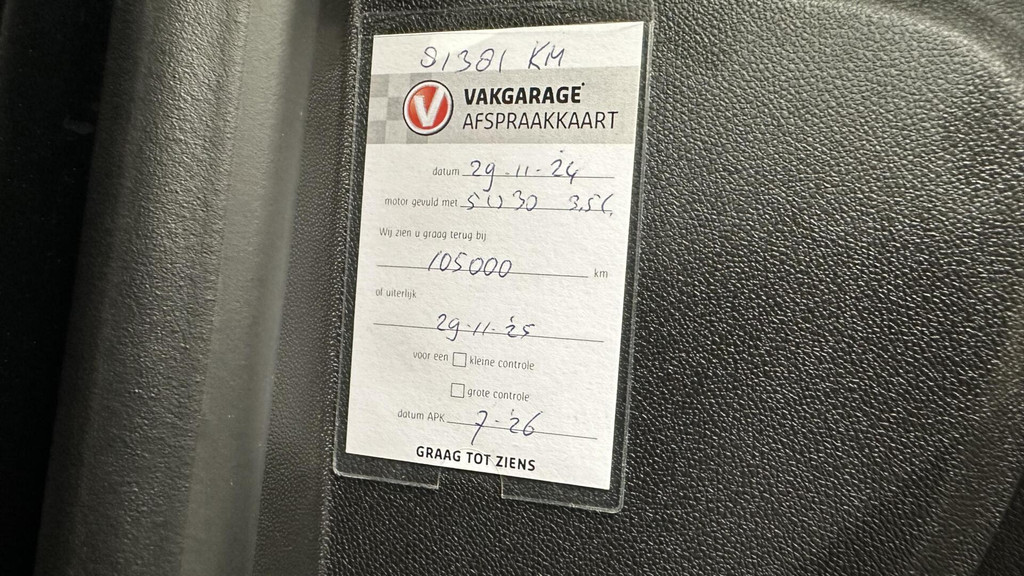 81381 KM
V VAKGARAGE
AFSPRAAKKAART
datum 29-11-'24
motor gevuld met 5W30 3.5L
Wij zien u graag terug bij
105000 km
of uiterlijk
29-11-'25
voor een kleine controle
grote controle
datum APK 7-'26
GRAAG TOT ZIENS